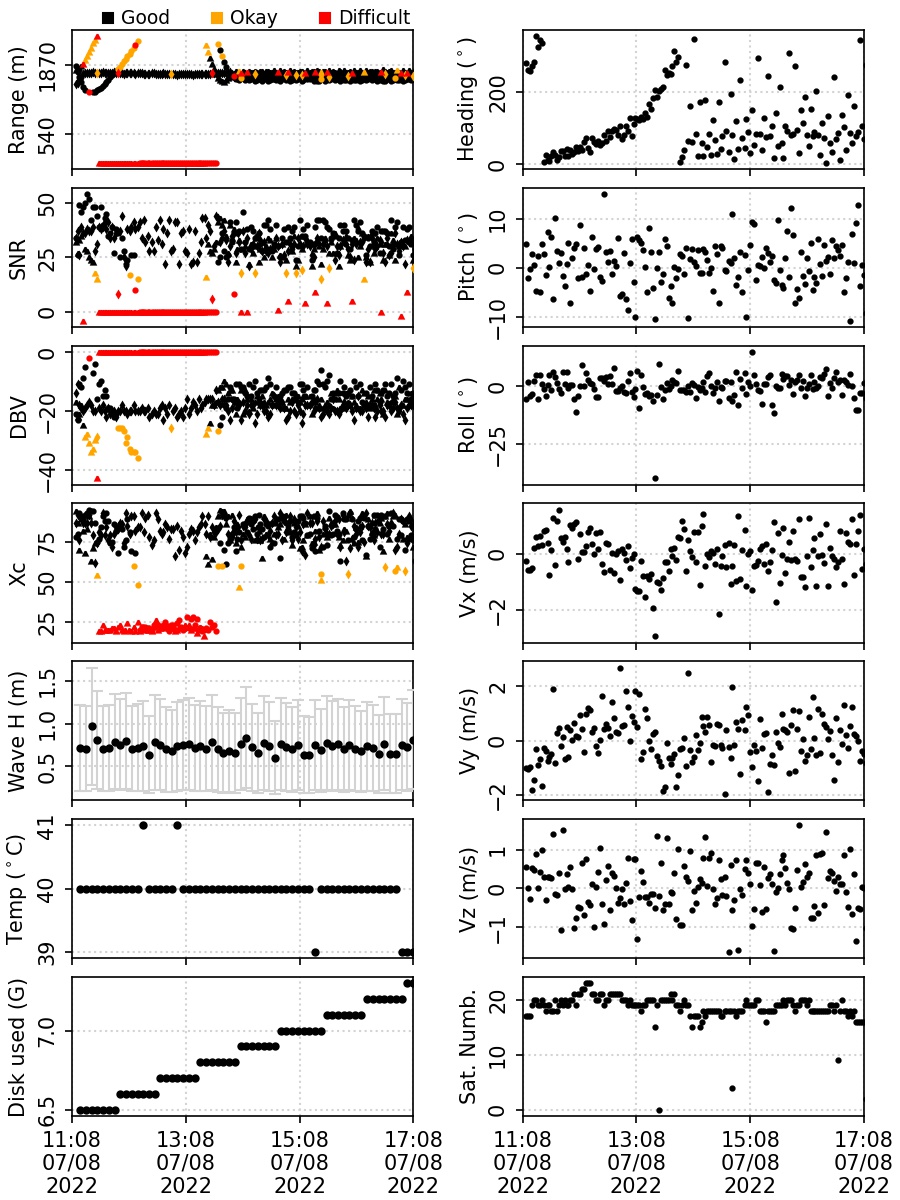 Good Okay Difficult
Range (m)
1870
540
Heading (°)
200
0
SNR
50
25
0
Pitch (°)
10
0
−10
DBV
0
−20
−40
Roll (°)
0
−25
Xc
75
50
25
Vx (m/s)
0
−2
Wave H (m)
1.5
1.0
0.5
Vy (m/s)
2
0
−2
Temp (°C)
41
40
39
Vz (m/s)
1
0
−1
Disk used (G)
7.0
6.5
Sat. Numb.
20
10
0
11:08 13:08 15:08 17:08
07/08 07/08 07/08 07/08
2022 2022 2022 2022
11:08 13:08 15:08 17:08
07/08 07/08 07/08 07/08
2022 2022 2022 2022